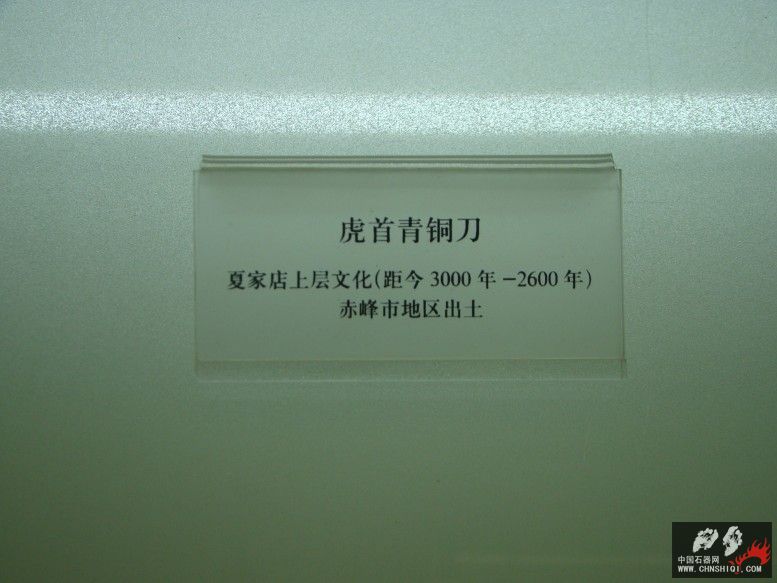 虎首青铜刀
夏家店上层文化(距今 3000 年 –2600 年)
赤峰市地区出土
中国石器网
WWW.CHNSHIQI.COM